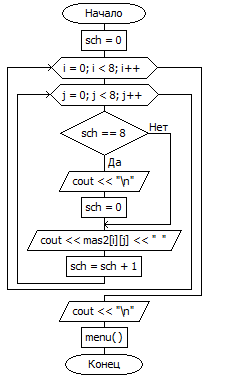 Начало
sch = 0
i = 0; i < 8; i++
j = 0; j < 8; j++
sch == 8
Нет
Да
cout << "\n"
sch = 0
cout << mas2[i][j] << "  "
sch = sch + 1
cout << "\n"
menu( )
Конец